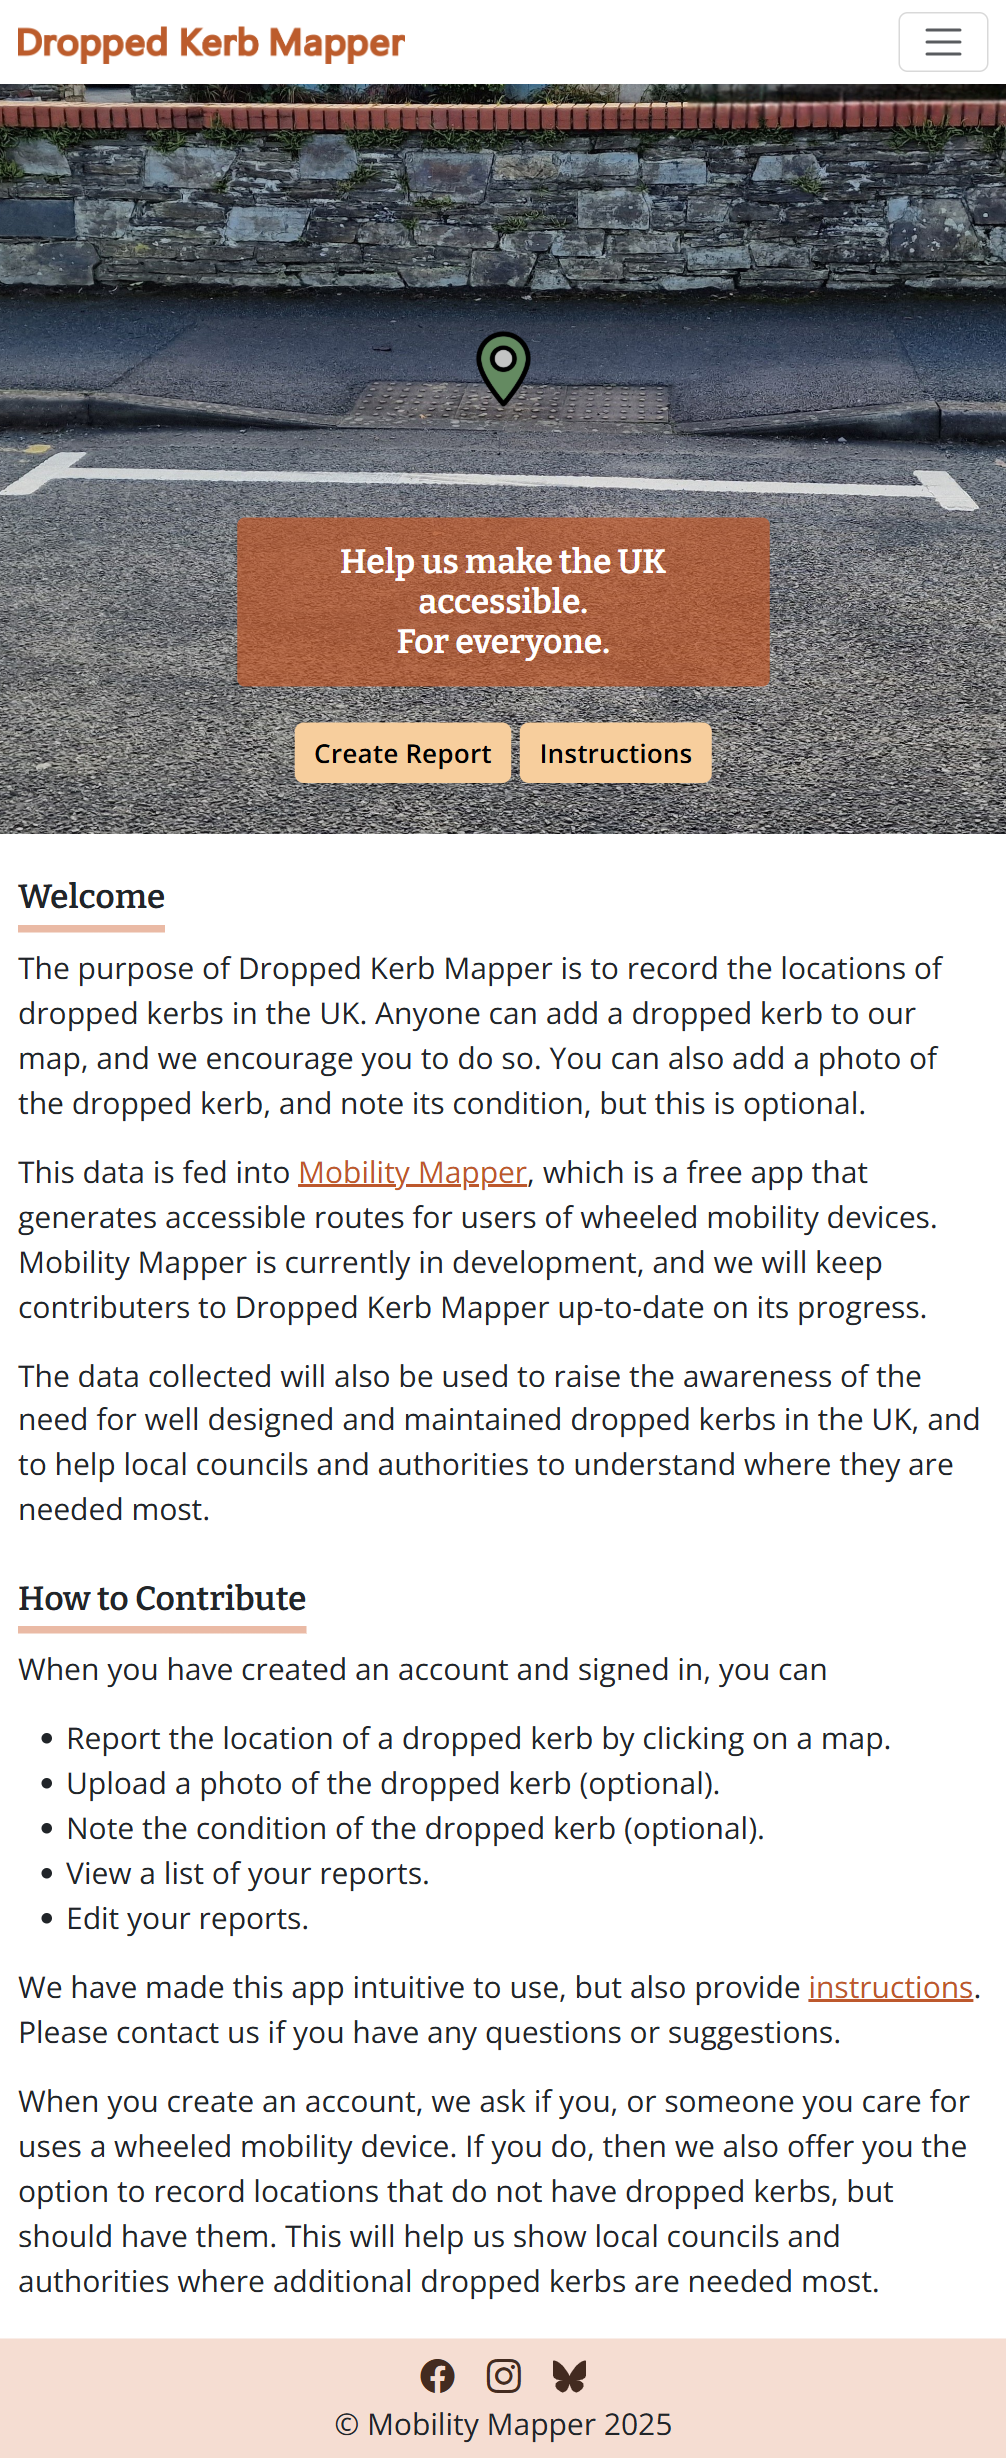 Dropped Kerb Mapper
Help us make the UK
accessible.
For everyone.
Create Report Instructions
Welcome
The purpose of Dropped Kerb Mapper is to record the locations of
dropped kerbs in the UK. Anyone can add a dropped kerb to our
map, and we encourage you to do so. You can also add a photo of
the dropped kerb, and note its condition, but this is optional.
This data is fed into Mobility Mapper, which is a free app that
generates accessible routes for users of wheeled mobility devices.
Mobility Mapper is currently in development, and we will keep
contributers to Dropped Kerb Mapper up-to-date on its progress.
The data collected will also be used to raise the awareness of the
need for well designed and maintained dropped kerbs in the UK, and
to help local councils and authorities to understand where they are
needed most.
How to Contribute
When you have created an account and signed in, you can
• Report the location of a dropped kerb by clicking on a map.
• Upload a photo of the dropped kerb (optional).
• Note the condition of the dropped kerb (optional).
• View a list of your reports.
• Edit your reports.
We have made this app intuitive to use, but also provide instructions.
Please contact us if you have any questions or suggestions.
When you create an account, we ask if you, or someone you care for
uses a wheeled mobility device. If you do, then we also offer you the
option to record locations that do not have dropped kerbs, but
should have them. This will help us show local councils and
authorities where additional dropped kerbs are needed most.
© Mobility Mapper 2025